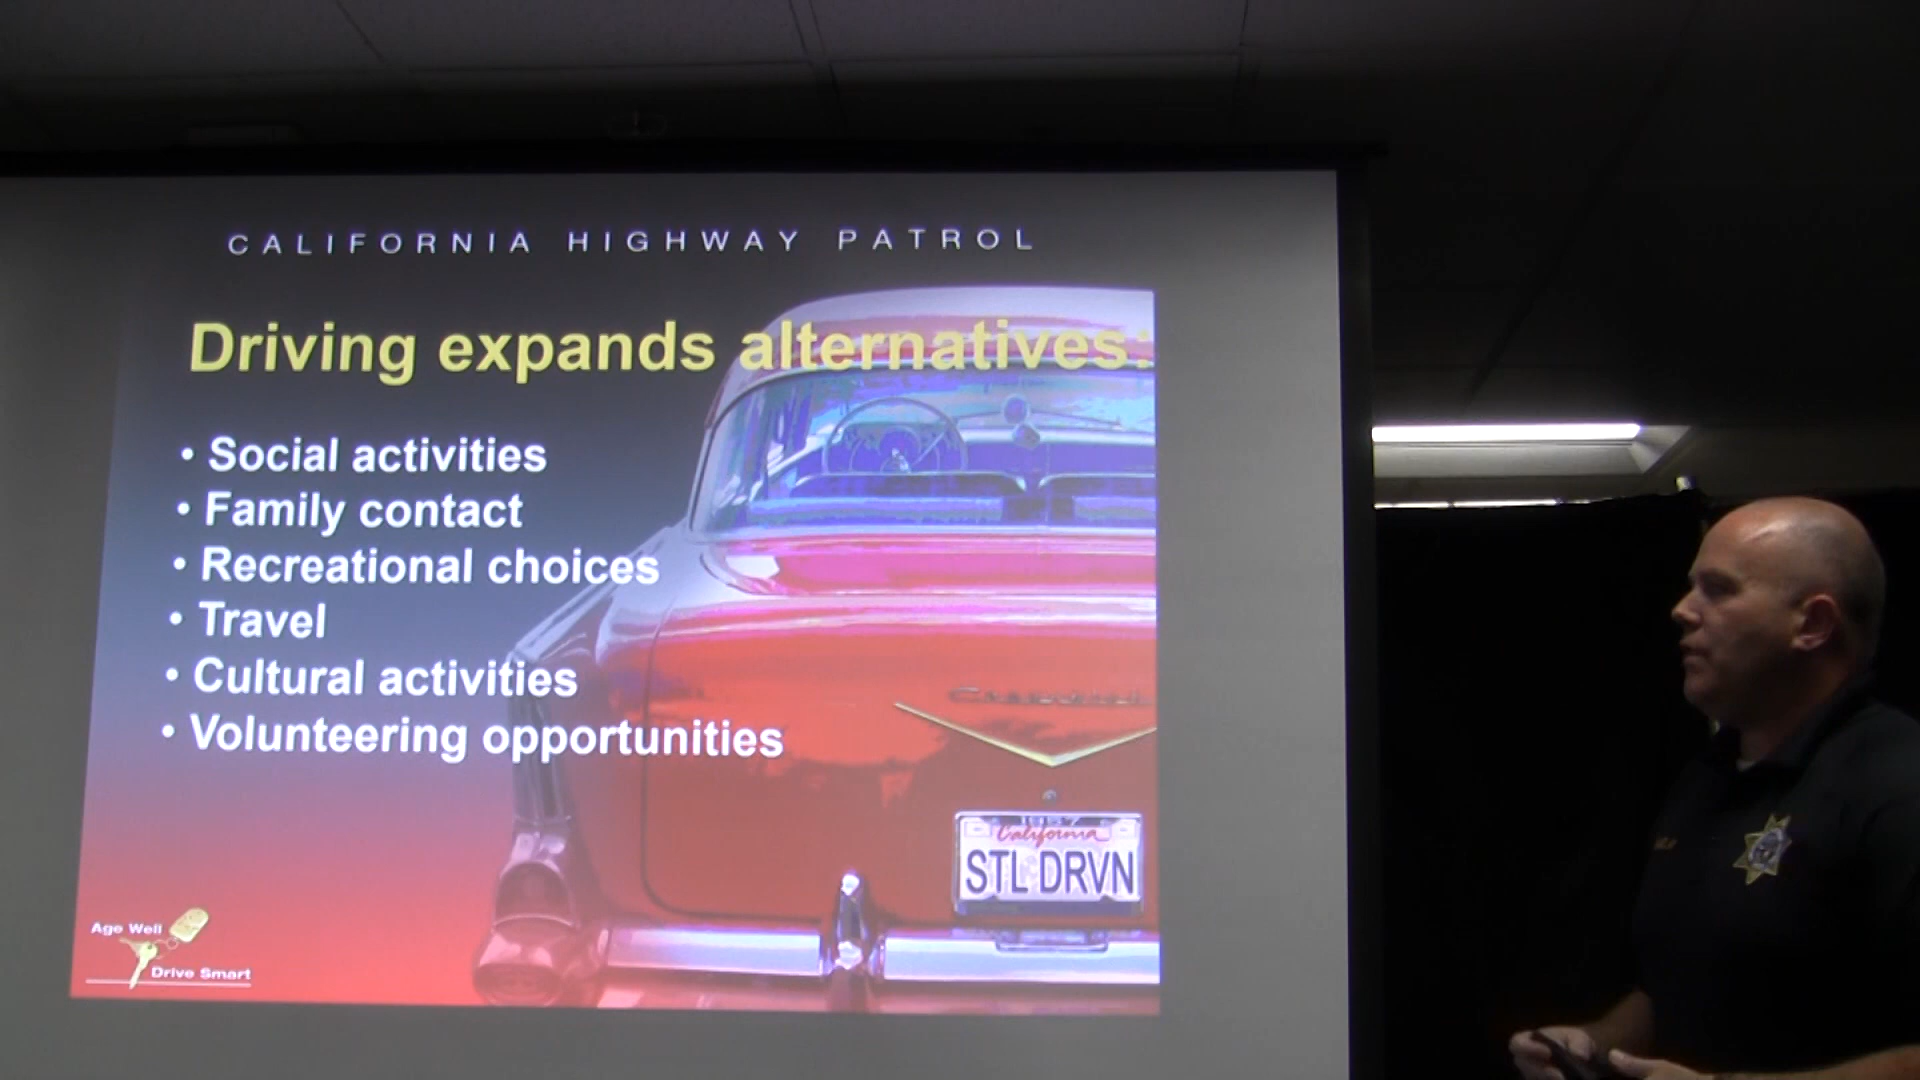 CALIFORNIA HIGHWAY PATROL
Driving expands alternatives:
• Social activities
• Family contact
• Recreational choices
• Travel
• Cultural activities
• Volunteering opportunities
Chevrolet
California
STL DRVN
Age Well
Drive Smart